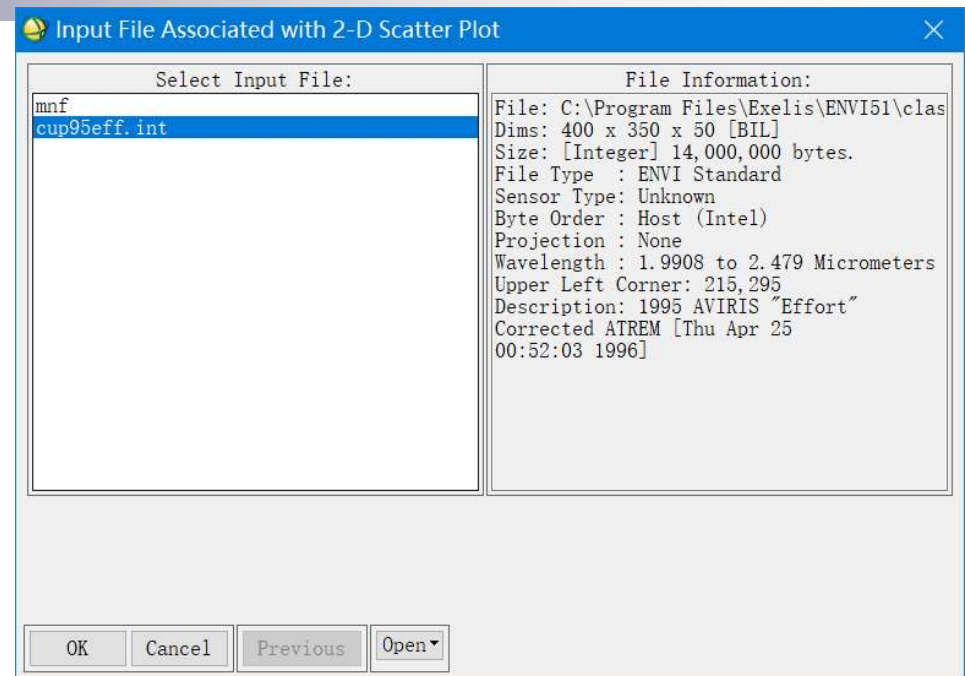 Input File Associated with 2-D Scatter Plot
Select Input File:
mnf
cup95eff.int
File Information:
File: C:\Program Files\Exelis\ENVI51\clas
Dims: 400 x 350 x 50 [BIL]
Size: [Integer] 14,000,000 bytes.
File Type : ENVI Standard
Sensor Type: Unknown
Byte Order : Host (Intel)
Projection : None
Wavelength : 1.9908 to 2.479 Micrometers
Upper Left Corner: 215,295
Description: 1995 AVIRIS "Effort"
Corrected ATREM [Thu Apr 25
00:52:03 1996]
OK Cancel Previous Open